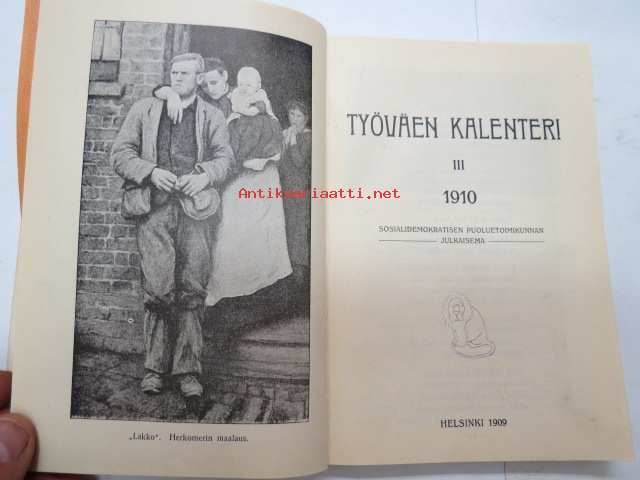 „Lakko“. Herkomerin maalaus.
TYÖVÄEN KALENTERI
III
1910
SOSIALIDEMOKRATISEN PUOLUETOIMIKUNNAN
JULKAISEMA
HELSINKI 1909
Antikvariaatti.net